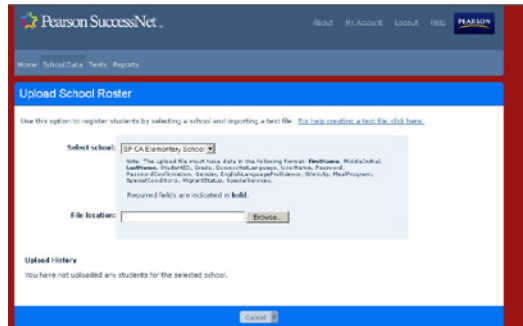 Pearson SuccessNet™
About My Account Logout Help PEARSON
Home School Data Tests Reports
Upload School Roster
Use this option to register students by selecting a school and importing a text file. For help creating a text file, click here.
Select school: SF CA Elementary School
Note: The upload file must have data in the following format: FirstName, MiddleInitial,
LastName, StudentID, Grade, SuccessNetLanguage, UserName, Password,
PasswordConfirmation, Gender, EnglishLanguageProficiency, Ethnicity, MealProgram,
SpecialConditions, MigrantStatus, SpecialServices.
Required fields are indicated in bold.
File location: Browse...
Upload History
You have not uploaded any students for the selected school.
Cancel